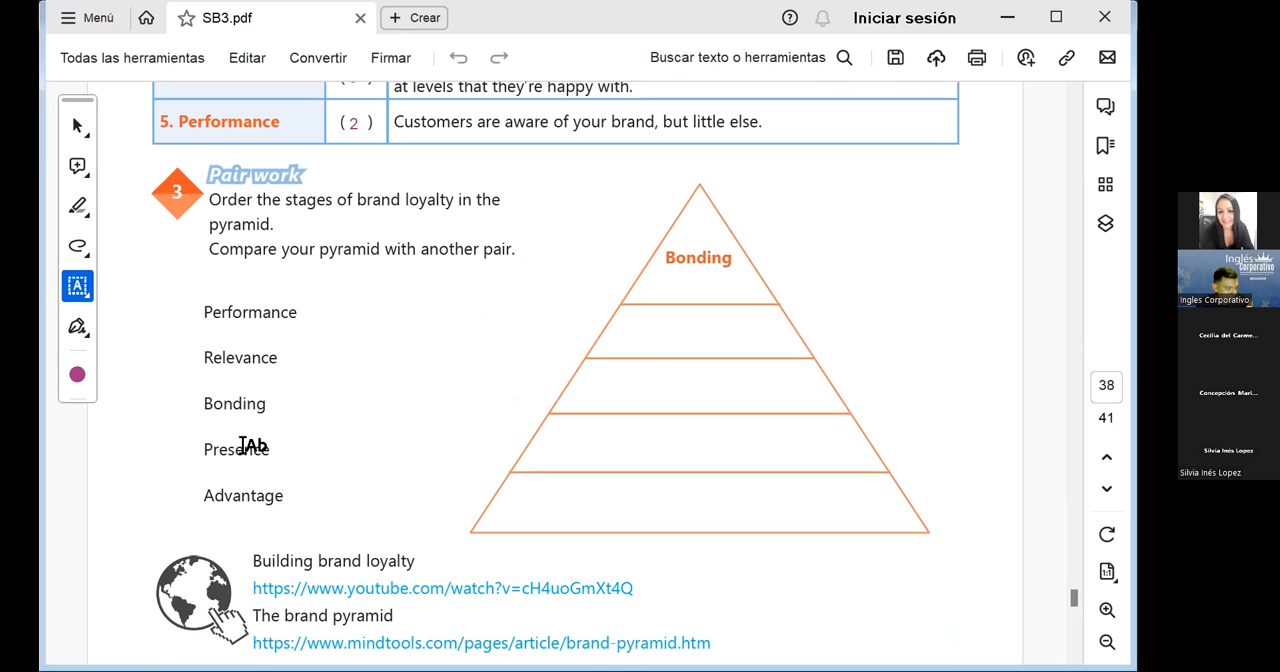 Menú
SB3.pdf
Crear
Iniciar sesión
Todas las herramientas
Editar
Convertir
Firmar
Buscar texto o herramientas
at levels that they're happy with.
5. Performance
( 2 )
Customers are aware of your brand, but little else.
3
Pair work
Order the stages of brand loyalty in the
pyramid.
Compare your pyramid with another pair.
Bonding
Performance
Relevance
Bonding
Presence
Advantage
Ab
Building brand loyalty
https://www.youtube.com/watch?v=cH4uoGmXt4Q
The brand pyramid
https://www.mindtools.com/pages/article/brand-pyramid.htm
38
41
Inglés
Corporativo
Ingles Corporativo
Cecilia del Carme...
Concepción Mari...
Silvia Inés Lopez
Silvia Inés Lopez